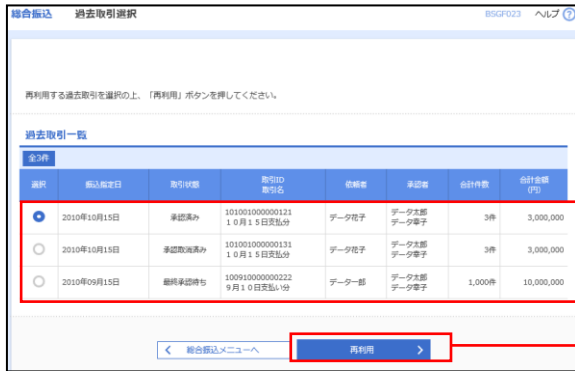 総合振込 過去取引選択 BSGF023 ヘルプ ?
再利用する過去取引を選択の上、「再利用」ボタンを押してください。
過去取引一覧
全3件
選択 振込指定日 取引状態 取引ID 取引名 依頼者 承認者 合計件数 合計金額(円)
2010年10月15日 承認済み 101001000000121 10月15日支払分 データ花子 データ太郎 データ幸子 3件 3,000,000
2010年10月15日 承認取消済み 101001000000131 10月15日支払分 データ花子 データ太郎 データ幸子 3件 3,000,000
2010年09月15日 最終承認待ち 100910000000222 9月10日支払い分 データ一郎 データ太郎 データ幸子 1,000件 10,000,000
総合振込メニューへ 再利用